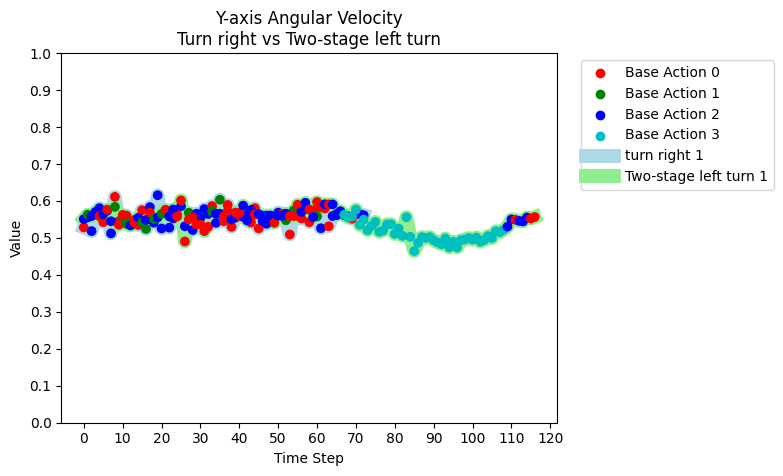 Y-axis Angular Velocity
Turn right vs Two-stage left turn
1.0
0.9
0.8
0.7
0.6
0.5
0.4
0.3
0.2
0.1
0.0
Value
0 10 20 30 40 50 60 70 80 90 100 110 120
Time Step
Base Action 0
Base Action 1
Base Action 2
Base Action 3
turn right 1
Two-stage left turn 1